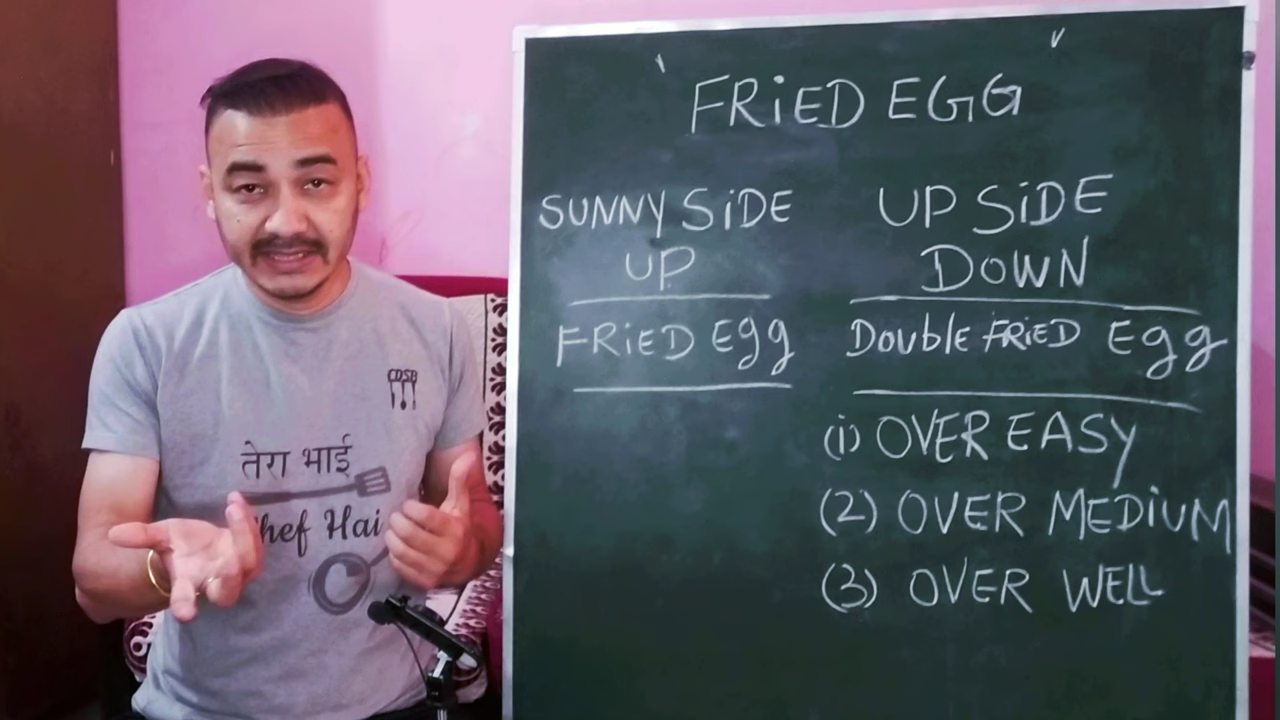 FRiED EGG
SUNNY SiDE
UP
FRiED Egg
UP SiDE
DOWN
DoubLe FRiED Egg
(i) OVER EASY
(2) OVER MEDiUM
(3) OVER WELL
CDSB
तेरा भाई
hef Hai